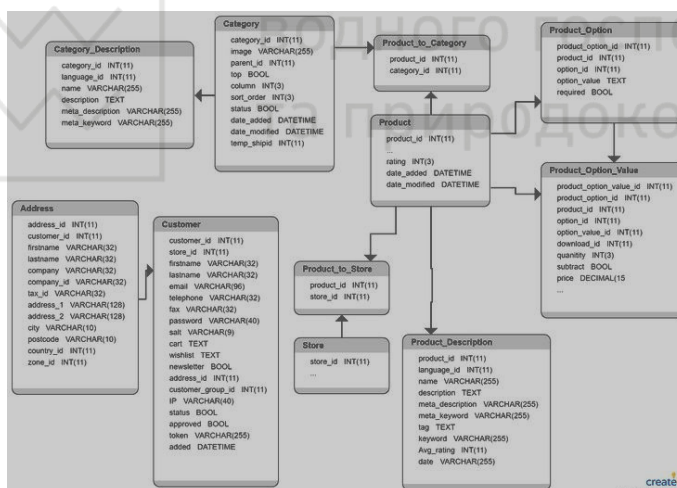 водного госпо
та природоко
Category
category_id INT(11)
image VARCHAR(255)
parent_id INT(11)
top BOOL
column INT(3)
sort_order INT(3)
status BOOL
date_added DATETIME
date_modified DATETIME
temp_shipid INT(11)
Category_Description
category_id INT(11)
language_id INT(11)
name VARCHAR(255)
description TEXT
meta_description VARCHAR(255)
meta_keyword VARCHAR(255)
Product_to_Category
product_id INT(11)
category_id INT(11)
Product_Option
product_option_id INT(11)
product_id INT(11)
option_id INT(11)
option_value TEXT
required BOOL
Product
product_id INT(11)
...
rating INT(3)
date_added DATETIME
date_modified DATETIME
Product_Option_Value
product_option_value_id INT(11)
product_option_id INT(11)
product_id INT(11)
option_id INT(11)
option_value_id INT(11)
download_id INT(11)
quanitity INT(3)
subtract BOOL
price DECIMAL(15
...
Address
address_id INT(11)
customer_id INT(11)
firstname VARCHAR(32)
lastname VARCHAR(32)
company VARCHAR(32)
company_id VARCHAR(32)
tax_id VARCHAR(32)
address_1 VARCHAR(128)
address_2 VARCHAR(128)
city VARCHAR(10)
postcode VARCHAR(10)
country_id INT(11)
zone_id INT(11)
Customer
customer_id INT(11)
store_id INT(11)
firstname VARCHAR(32)
lastname VARCHAR(32)
email VARCHAR(96)
telephone VARCHAR(32)
fax VARCHAR(32)
password VARCHAR(40)
salt VARCHAR(9)
cart TEXT
wishlist TEXT
newsletter BOOL
address_id INT(11)
customer_group_id INT(11)
IP VARCHAR(40)
status BOOL
approved BOOL
token VARCHAR(255)
added DATETIME
Product_to_Store
product_id INT(11)
store_id INT(11)
Store
store_id INT(11)
...
Product_Description
product_id INT(11)
language_id INT(11)
name VARCHAR(255)
description TEXT
meta_description VARCHAR(255)
meta_keyword VARCHAR(255)
tag TEXT
keyword VARCHAR(255)
Avg_rating INT(11)
date VARCHAR(255)
create